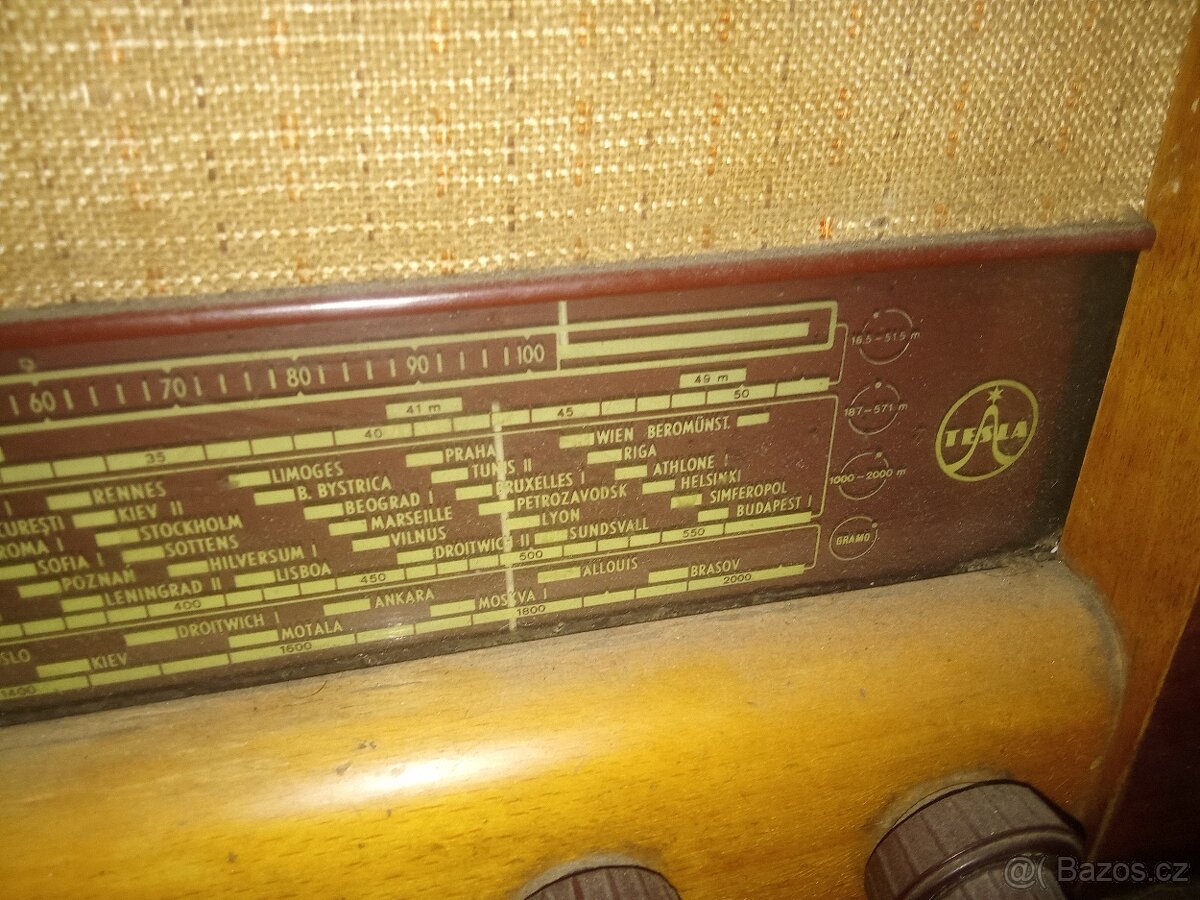 60 70 80 90 100
16.5—51.5 m
49 m
41 m
35 40 45 50
187—571 m
TESLA
PRAHA WIEN BEROMÜNST.
LIMOGES TUNIS II RIGA
RENNES B. BYSTRICA BRUXELLES I ATHLONE I
KIEV II BEOGRAD I PETROZAVODSK HELSINKI
ROMA I STOCKHOLM MARSEILLE LYON SIMFEROPOL
SOFIA I SOTTENS VILNUS SUNDSVALL BUDAPEST I
POZNAŃ HILVERSUM I DROITWICH II
LENINGRAD II LISBOA
400 450 500 550
1000—2000 m
GRAMO
DROITWICH I ANKARA ALLOUIS BRASOV
KIEV MOTALA MOSKVA I
1400 1600 1800 2000
@( Bazos.cz